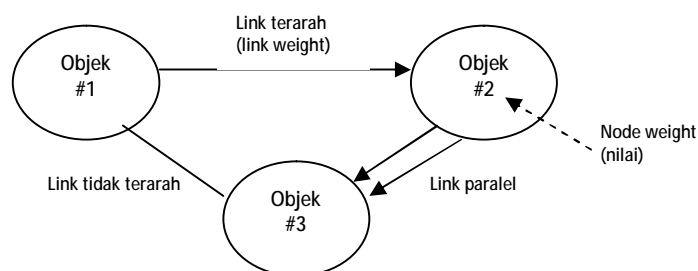 Link terarah
(link weight)
Objek
#1
Objek
#2
Node weight
(nilai)
Link tidak terarah
Link paralel
Objek
#3